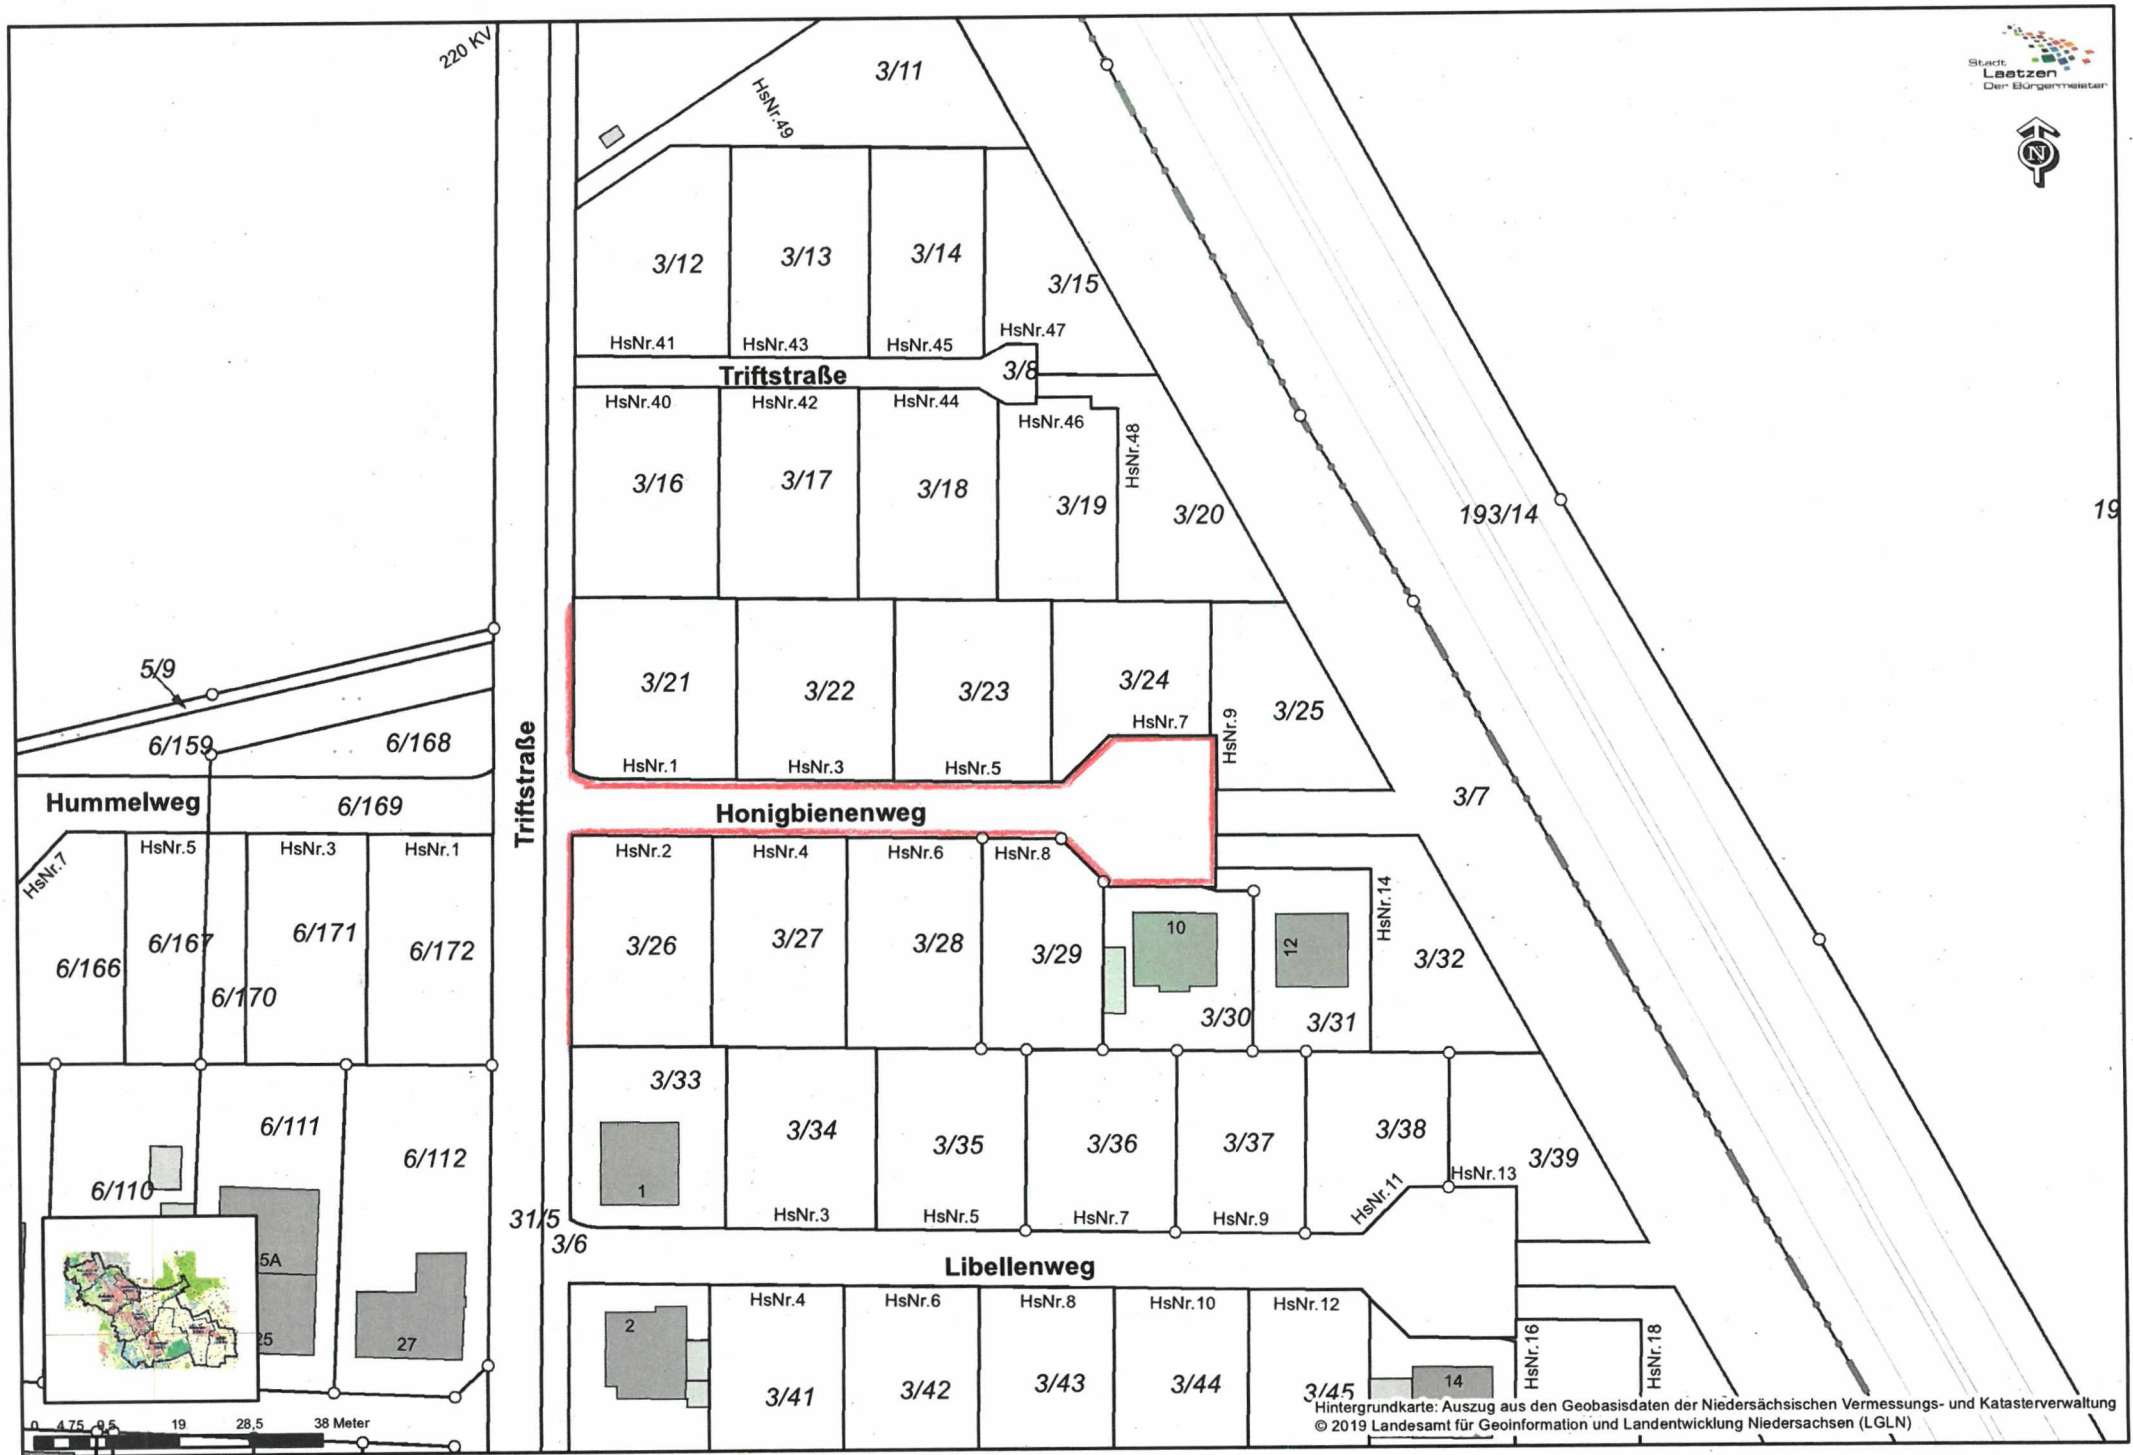 220 KV
Stadt
Laatzen
Der Bürgermeister
N
3/11
HsNr.49
3/12
3/13
3/14
3/15
HsNr.41
HsNr.43
HsNr.45
HsNr.47
Triftstraße
3/8
HsNr.40
HsNr.42
HsNr.44
HsNr.46
HsNr.48
3/16
3/17
3/18
3/19
3/20
193/14
19
5/9
6/159
6/168
Triftstraße
3/21
3/22
3/23
3/24
3/25
HsNr.7
HsNr.9
HsNr.1
HsNr.3
HsNr.5
3/7
Hummelweg
6/169
Honigbienenweg
HsNr.7
HsNr.5
HsNr.3
HsNr.1
HsNr.2
HsNr.4
HsNr.6
HsNr.8
HsNr.14
6/166
6/167
6/170
6/171
6/172
3/26
3/27
3/28
3/29
10
3/30
12
3/31
3/32
6/110
6/111
6/112
3/33
1
3/34
3/35
3/36
3/37
3/38
3/39
HsNr.3
HsNr.5
HsNr.7
HsNr.9
HsNr.11
HsNr.13
31/5
3/6
Libellenweg
5A
25
27
2
HsNr.4
HsNr.6
HsNr.8
HsNr.10
HsNr.12
HsNr.16
HsNr.18
3/41
3/42
3/43
3/44
3/45
14
0 4,75 9,5 19 28,5 38 Meter
Hintergrundkarte: Auszug aus den Geobasisdaten der Niedersächsischen Vermessungs- und Katasterverwaltung
© 2019 Landesamt für Geoinformation und Landentwicklung Niedersachsen (LGLN)